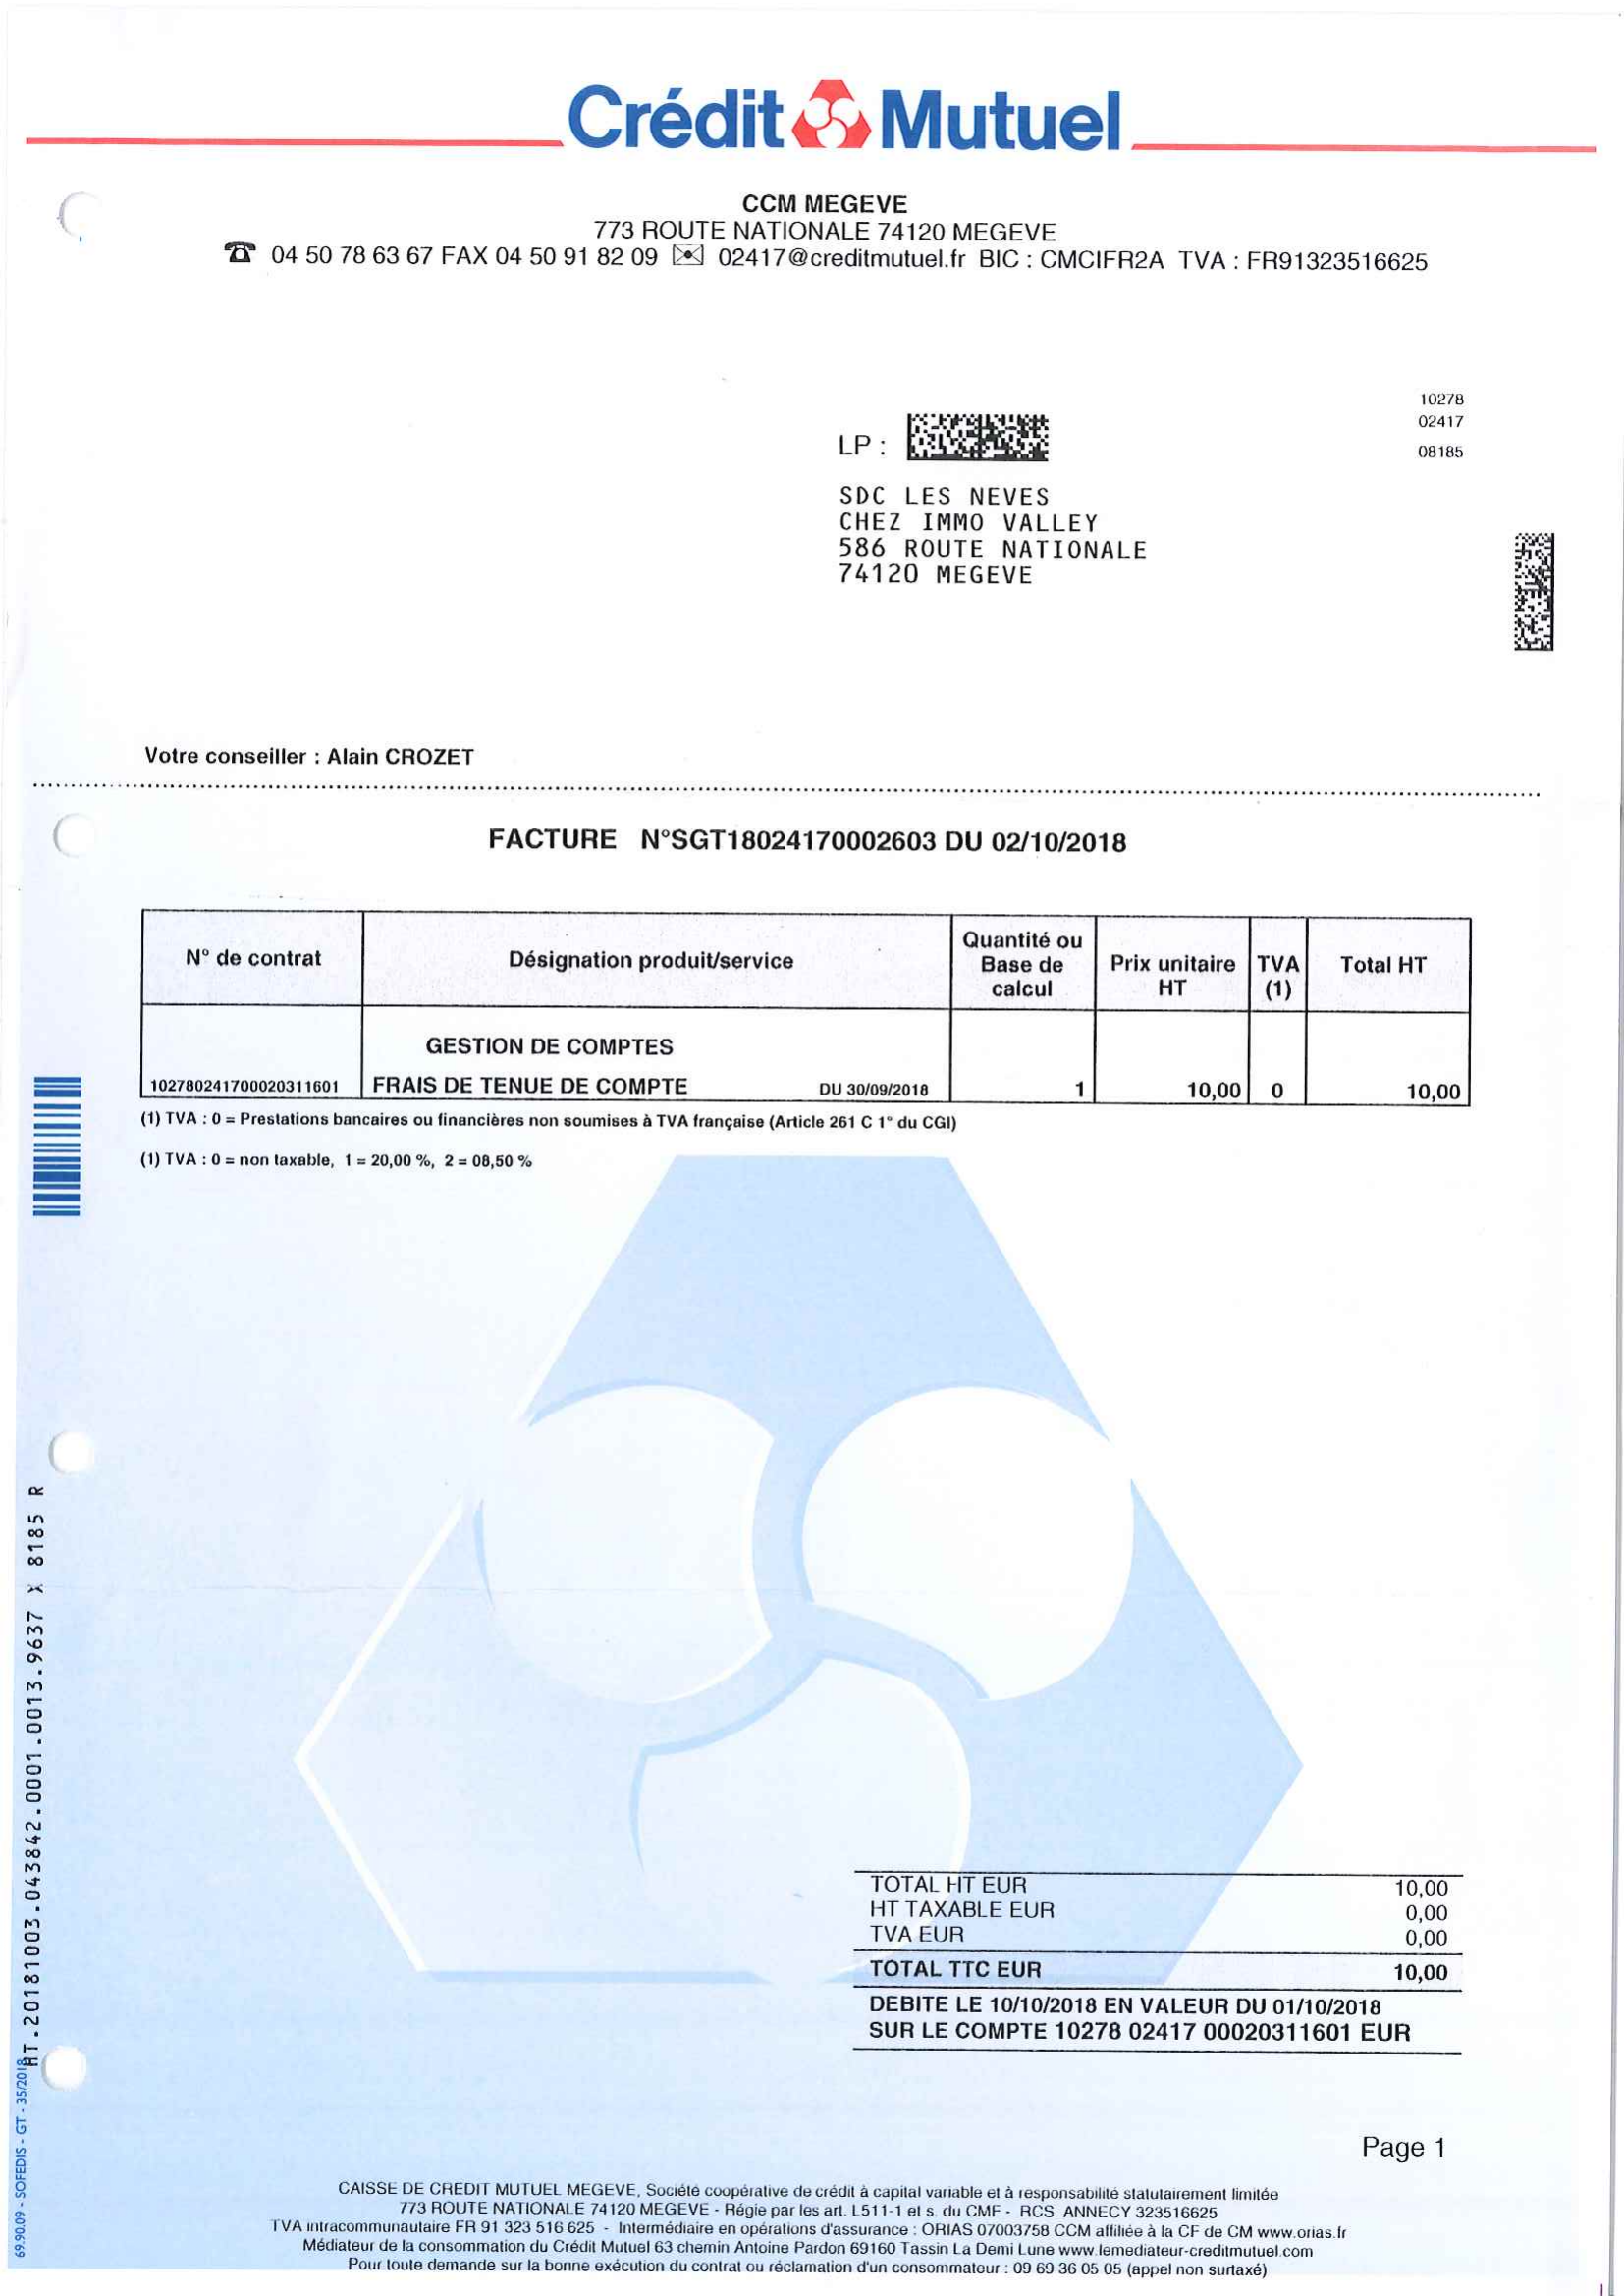 Crédit Mutuel
CCM MEGEVE
773 ROUTE NATIONALE 74120 MEGEVE
04 50 78 63 67 FAX 04 50 91 82 09 02417@creditmutuel.fr BIC : CMCIFR2A TVA : FR91323516625
10278
02417
08185
LP :
SDC LES NEVES
CHEZ IMMO VALLEY
586 ROUTE NATIONALE
74120 MEGEVE
Votre conseiller : Alain CROZET
FACTURE N°SGT18024170002603 DU 02/10/2018
N° de contrat Désignation produit/service Quantité ou Base de calcul Prix unitaire HT TVA (1) Total HT
GESTION DE COMPTES
102780241700020311601 FRAIS DE TENUE DE COMPTE DU 30/09/2018 1 10,00 0 10,00
(1) TVA : 0 = Prestations bancaires ou financières non soumises à TVA française (Article 261 C 1° du CGI)
(1) TVA : 0 = non taxable, 1 = 20,00 %, 2 = 08,50 %
TOTAL HT EUR 10,00
HT TAXABLE EUR 0,00
TVA EUR 0,00
TOTAL TTC EUR 10,00
DEBITE LE 10/10/2018 EN VALEUR DU 01/10/2018
SUR LE COMPTE 10278 02417 00020311601 EUR
Page 1
CAISSE DE CREDIT MUTUEL MEGEVE, Société coopérative de crédit à capital variable et à responsabilité statutairement limitée
773 ROUTE NATIONALE 74120 MEGEVE - Régie par les art. L511-1 et s. du CMF - RCS ANNECY 323516625
TVA intracommunautaire FR 91 323 516 625 - Intermédiaire en opérations d'assurance : ORIAS 07003758 CCM affiliée à la CF de CM www.orias.fr
Médiateur de la consommation du Crédit Mutuel 63 chemin Antoine Pardon 69160 Tassin La Demi Lune www.lemediateur-creditmutuel.com
Pour toute demande sur la bonne exécution du contrat ou réclamation d'un consommateur : 09 69 36 05 05 (appel non surtaxé)
AT.20181003.043842.0001.0013.9637 X 8185 R
69.90.09 - SOFEDIS - GT - 35/2018